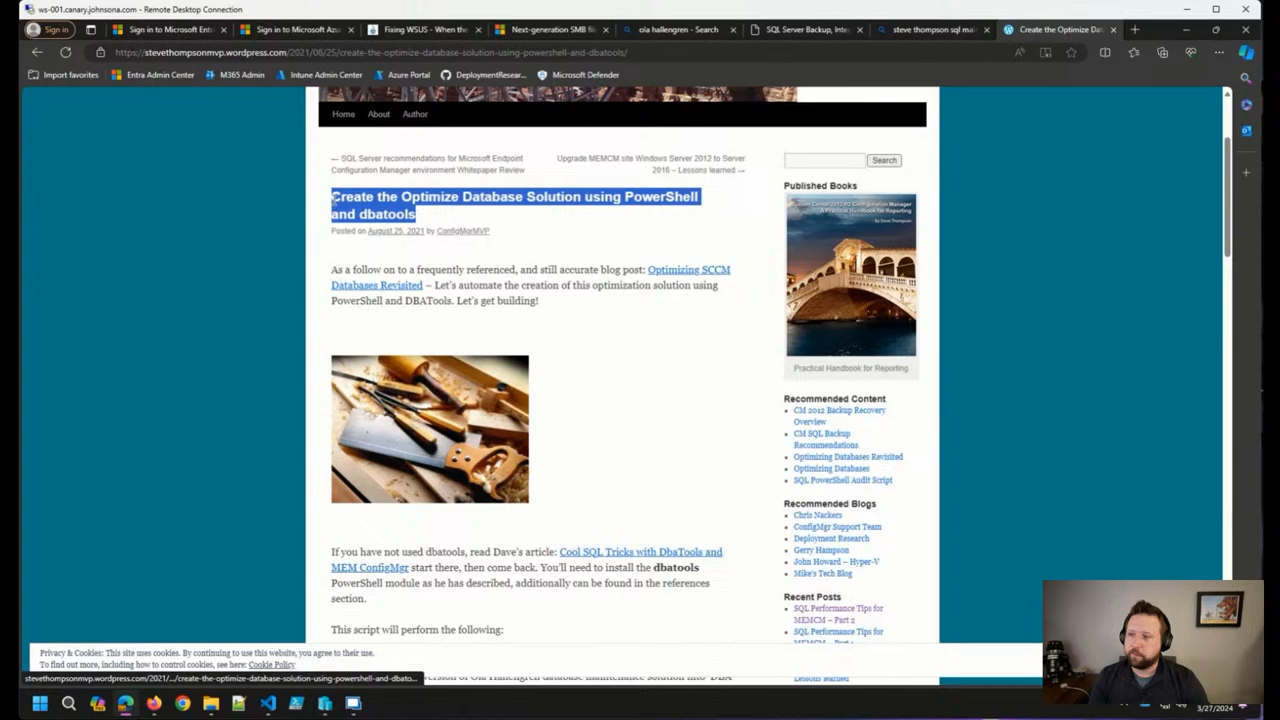 ws-001.canary.johnsona.com - Remote Desktop Connection
Sign in
Sign in to Microsoft Ent
Sign in to Microsoft Az
Fixing WSUS - When the
Next-generation SMB file
ola hallengren - Search
SQL Server Backup, Integ
steve thompson sql mai
Create the Optimize Dat
https://stevethompsonmvp.wordpress.com/2021/08/25/create-the-optimize-database-solution-using-powershell-and-dbatools/
Import favorites
Entra Admin Center
M365 Admin
Intune Admin Center
Azure Portal
DeploymentResear...
Microsoft Defender
Home
About
Author
← SQL Server recommendations for Microsoft Endpoint
Configuration Manager environment Whitepaper Review
Upgrade MEMCM site Windows Server 2012 to Server
2016 – Lessons learned →
Create the Optimize Database Solution using PowerShell
and dbatools
Posted on August 25, 2021 by ConfigMgrMVP
As a follow on to a frequently referenced, and still accurate blog post: Optimizing SCCM
Databases Revisited – Let's automate the creation of this optimization solution using
PowerShell and DBATools. Let's get building!
If you have not used dbatools, read Dave's article: Cool SQL Tricks with DbaTools and
MEM ConfigMgr start there, then come back. You'll need to install the dbatools
PowerShell module as he has described, additionally can be found in the references
section.
This script will perform the following:
Search
Published Books
System Center 2012 R2 Configuration Manager
A Practical Handbook for Reporting
By Steve Thompson
Practical Handbook for Reporting
Recommended Content
CM 2012 Backup Recovery
Overview
CM SQL Backup
Recommendations
Optimizing Databases Revisited
Optimizing Databases
SQL PowerShell Audit Script
Recommended Blogs
Chris Nackers
ConfigMgr Support Team
Deployment Research
Gerry Hampson
John Howard – Hyper-V
Mike's Tech Blog
Recent Posts
SQL Performance Tips for
MEMCM – Part 2
SQL Performance Tips for
Privacy & Cookies: This site uses cookies. By continuing to use this website, you agree to their use.
To find out more, including how to control cookies, see here: Cookie Policy
stevethompsonmvp.wordpress.com/2021/.../create-the-optimize-database-solution-using-powershell-and-dbato...
3/27/2024